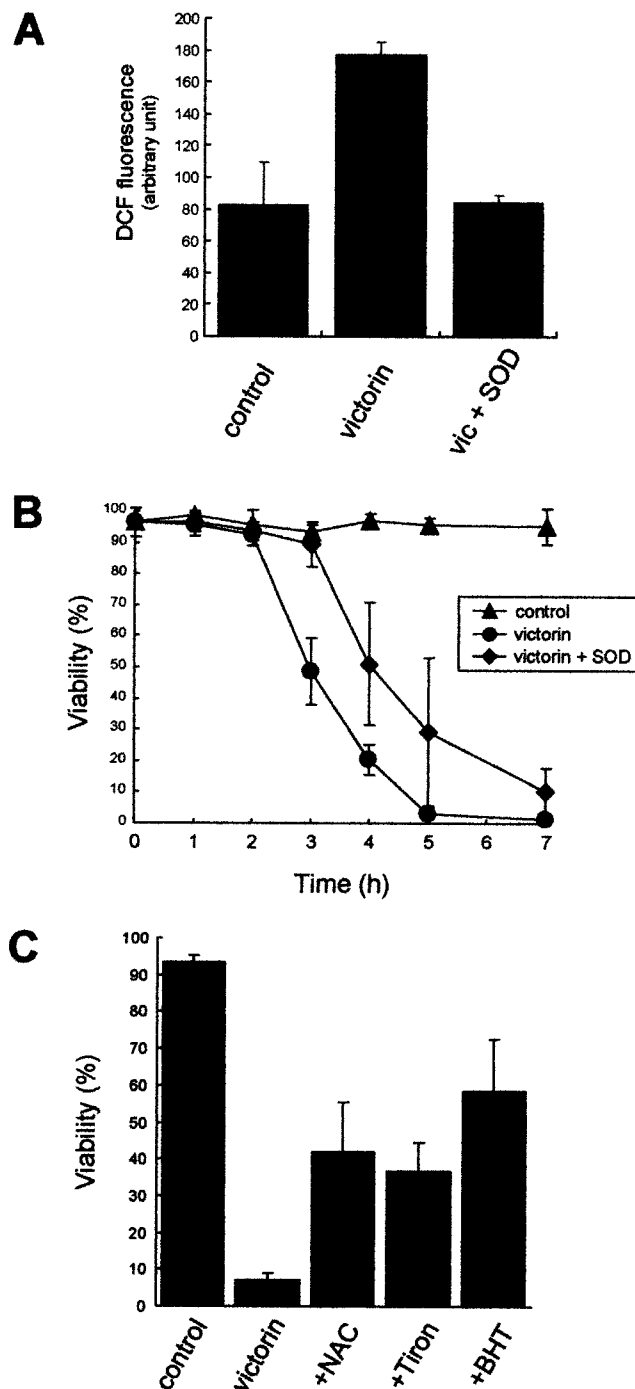 A
DCF fluorescence
(arbitrary unit)
200
180
160
140
120
100
80
60
40
20
0
control
victorin
vic + SOD
B
Viability (%)
100
90
80
70
60
50
40
30
20
10
0
control
victorin
victorin + SOD
0 1 2 3 4 5 6 7
Time (h)
C
Viability (%)
100
90
80
70
60
50
40
30
20
10
0
control
victorin
+NAC
+Tiron
+BHT